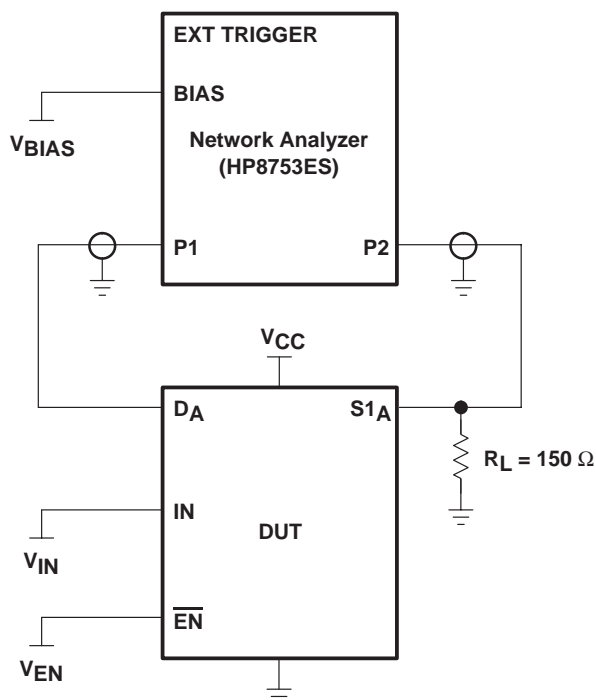 EXT TRIGGER
BIAS
VBIAS
Network Analyzer
(HP8753ES)
P1
P2
VCC
DA
S1A
RL = 150 Ω
IN
DUT
VIN
EN
VEN